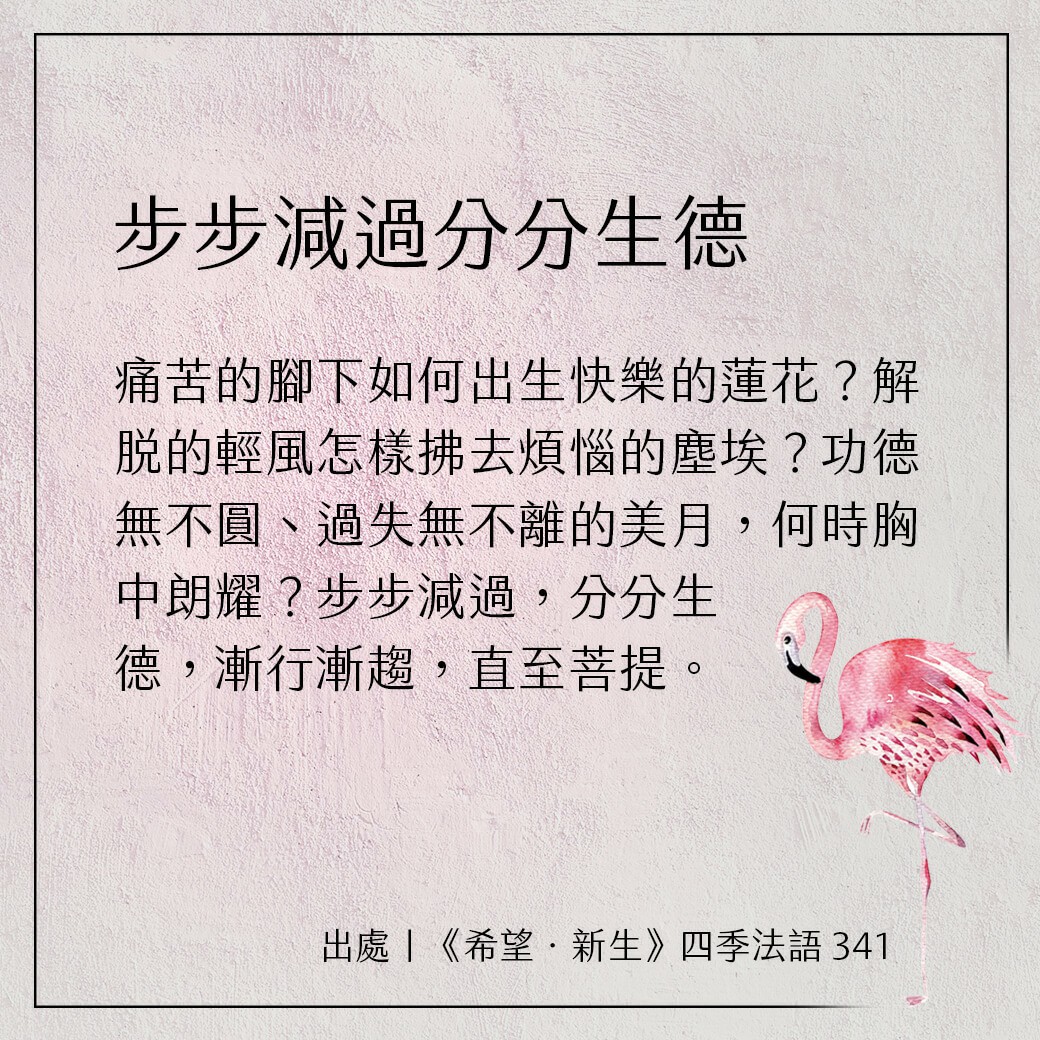 步步減過分分生德
痛苦的腳下如何出生快樂的蓮花？解
脱的輕風怎樣拂去煩惱的塵埃？功德
無不圓、過失無不離的美月，何時胸
中朗耀？步步減過，分分生
德，漸行漸趨，直至菩提。
出處｜《希望．新生》四季法語 341